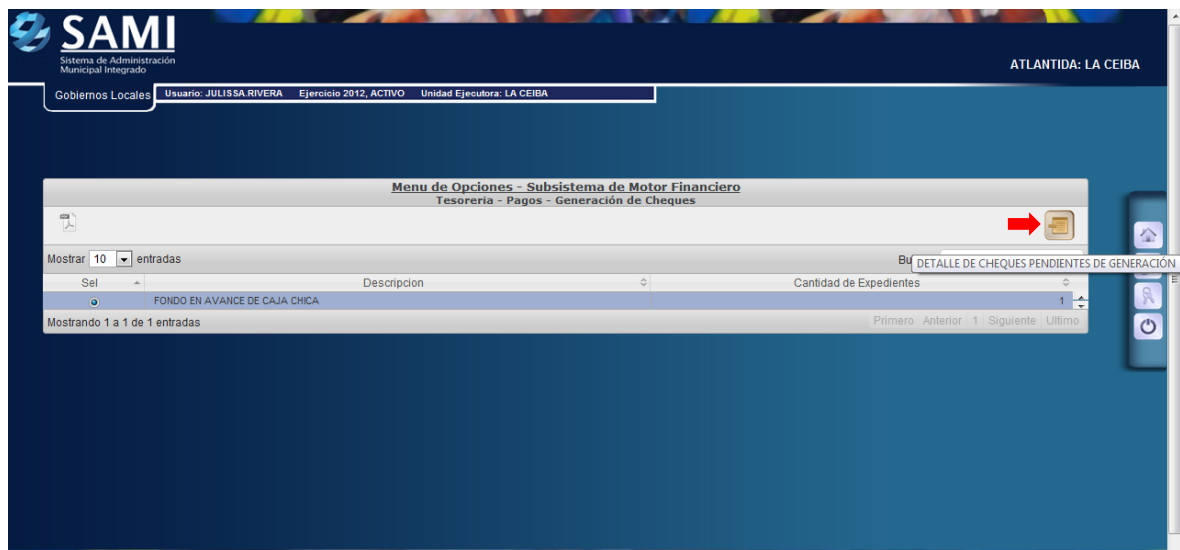 SAMI
Sistema de Administración
Municipal Integrado
ATLANTIDA: LA CEIBA
Gobiernos Locales
Usuario: JULISSA.RIVERA Ejercicio 2012, ACTIVO Unidad Ejecutora: LA CEIBA
Menu de Opciones - Subsistema de Motor Financiero
Tesoreria - Pagos - Generación de Cheques
Mostrar 10 entradas
Bu
DETALLE DE CHEQUES PENDIENTES DE GENERACIÓN
Sel Descripcion Cantidad de Expedientes
FONDO EN AVANCE DE CAJA CHICA 1
Mostrando 1 a 1 de 1 entradas
Primero Anterior 1 Siguiente Ultimo